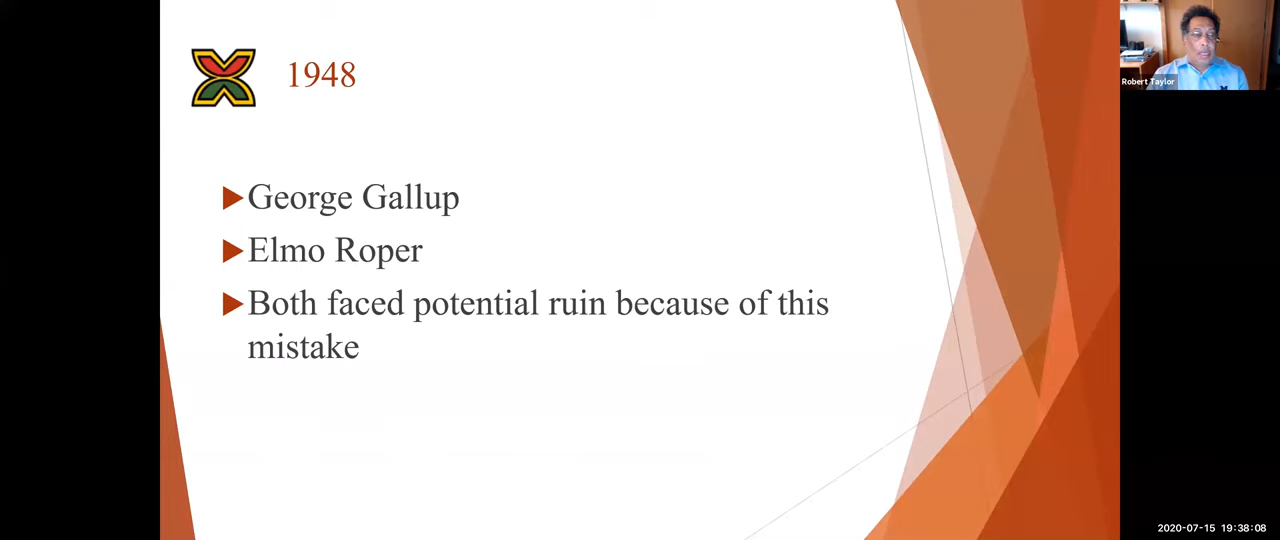 1948
George Gallup
Elmo Roper
Both faced potential ruin because of this
mistake
Robert Taylor
2020-07-15 19:38:08